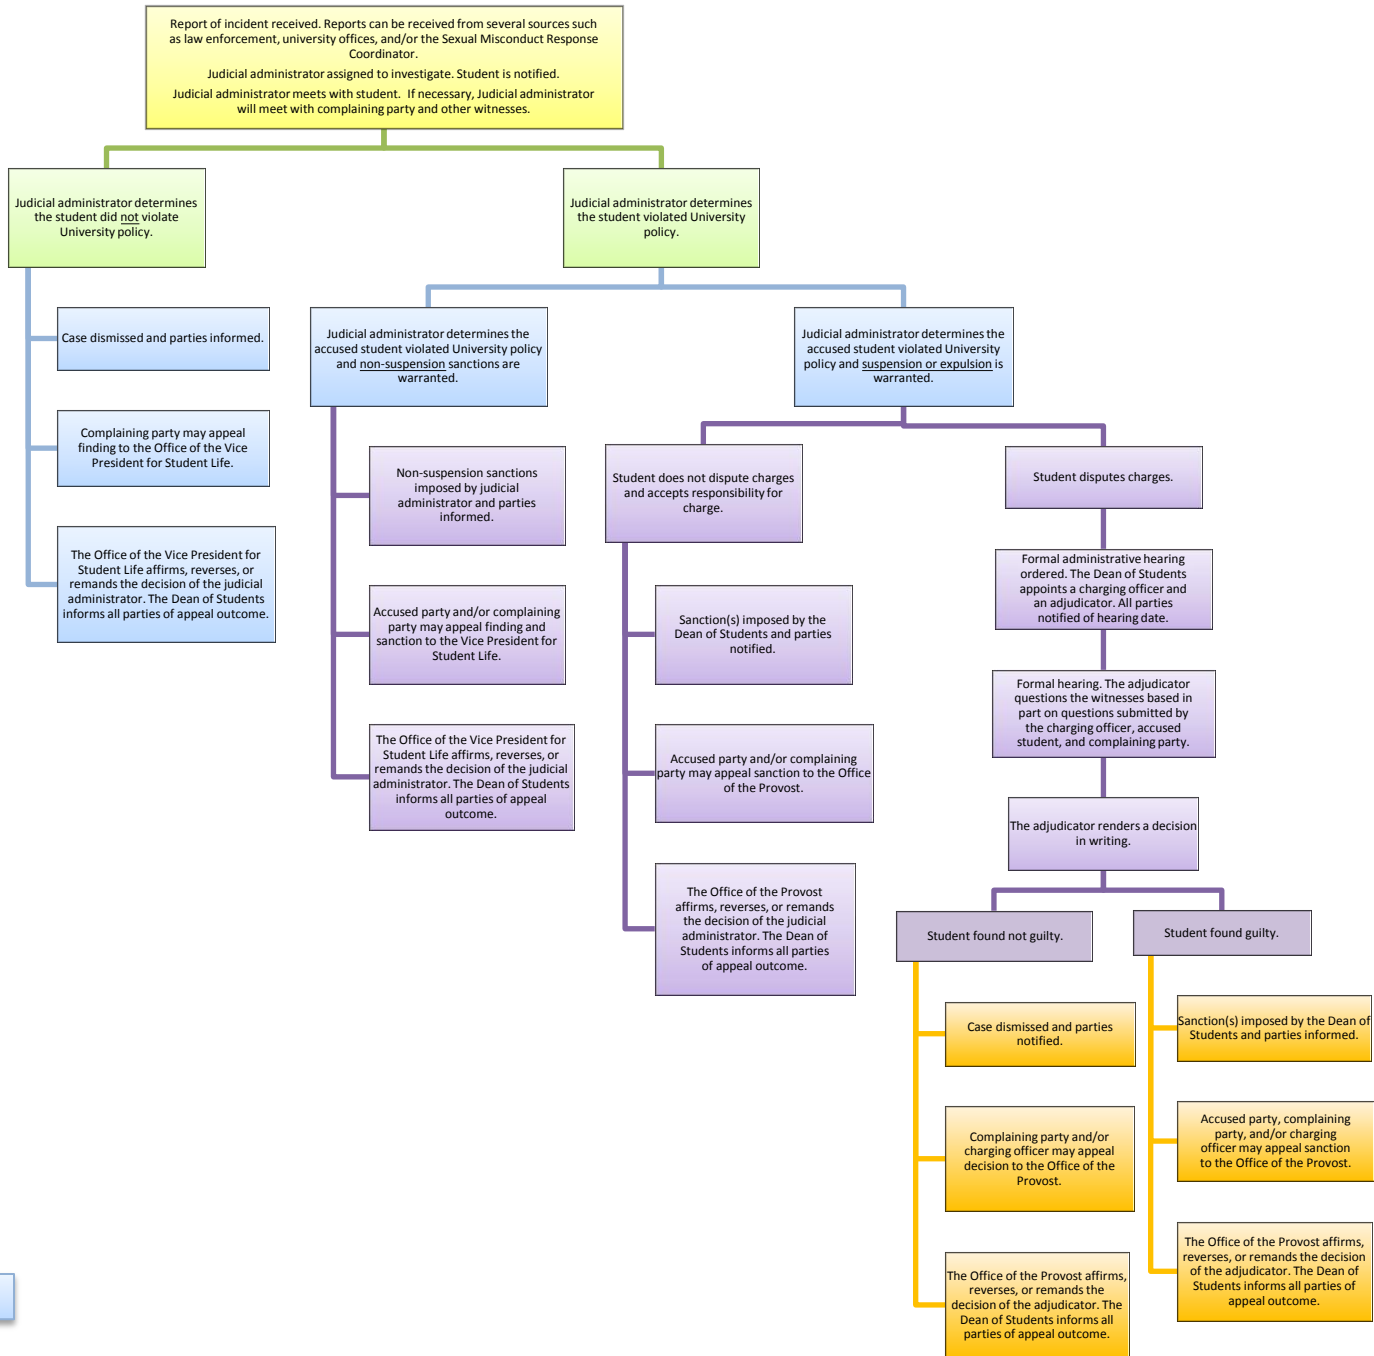 Report of incident received. Reports can be received from several sources such
as law enforcement, university offices, and/or the Sexual Misconduct Response
Coordinator.
Judicial administrator assigned to investigate. Student is notified.
Judicial administrator meets with student. If necessary, Judicial administrator
will meet with complaining party and other witnesses.
Judicial administrator determines
the student did not violate
University policy.
Judicial administrator determines
the student violated University
policy.
Case dismissed and parties informed.
Complaining party may appeal
finding to the Office of the Vice
President for Student Life.
The Office of the Vice President for
Student Life affirms, reverses, or
remands the decision of the judicial
administrator. The Dean of Students
informs all parties of appeal outcome.
Judicial administrator determines the
accused student violated University policy
and non-suspension sanctions are
warranted.
Non-suspension sanctions
imposed by judicial
administrator and parties
informed.
Accused party and/or complaining
party may appeal finding and
sanction to the Vice President for
Student Life.
The Office of the Vice President for
Student Life affirms, reverses, or
remands the decision of the judicial
administrator. The Dean of Students
informs all parties of appeal
outcome.
Judicial administrator determines the
accused student violated University
policy and suspension or expulsion is
warranted.
Student does not dispute charges
and accepts responsibility for
charge.
Sanction(s) imposed by the
Dean of Students and parties
notified.
Accused party and/or complaining
party may appeal sanction to the Office
of the Provost.
The Office of the Provost
affirms, reverses, or remands
the decision of the judicial
administrator. The Dean of
Students informs all parties
of appeal outcome.
Student disputes charges.
Formal administrative hearing
ordered. The Dean of Students
appoints a charging officer and
an adjudicator. All parties
notified of hearing date.
Formal hearing. The adjudicator
questions the witnesses based in
part on questions submitted by
the charging officer, accused
student, and complaining party.
The adjudicator renders a decision
in writing.
Student found not guilty.
Case dismissed and parties
notified.
Complaining party and/or
charging officer may appeal
decision to the Office of the
Provost.
The Office of the Provost affirms,
reverses, or remands the
decision of the adjudicator. The
Dean of Students informs all
parties of appeal outcome.
Student found guilty.
Sanction(s) imposed by the Dean of
Students and parties informed.
Accused party, complaining
party, and/or charging
officer may appeal sanction
to the Office of the Provost.
The Office of the Provost affirms,
reverses, or remands the decision
of the adjudicator. The Dean of
Students informs all parties of
appeal outcome.